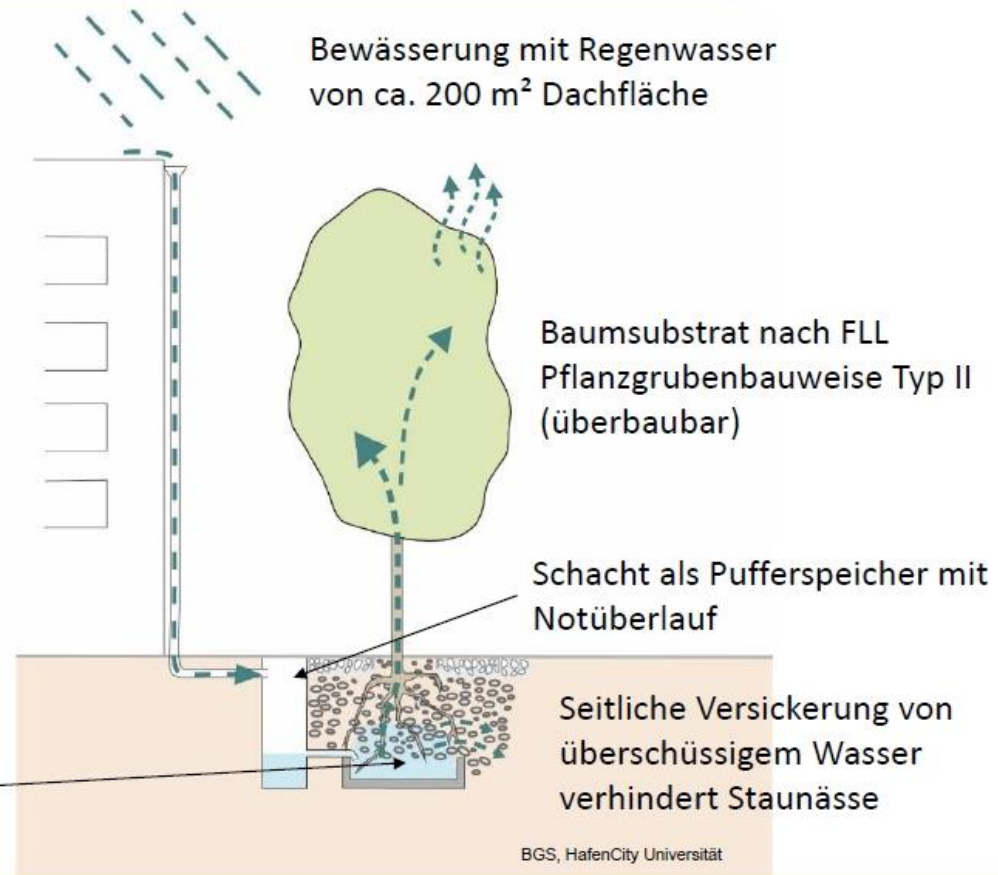 Bewässerung mit Regenwasser
von ca. 200 m² Dachfläche
Baumsubstrat nach FLL
Pflanzgrubenbauweise Typ II
(überbaubar)
Schacht als Pufferspeicher mit
Notüberlauf
Seitliche Versickerung von
überschüssigem Wasser
verhindert Staunässe
BGS, HafenCity Universität